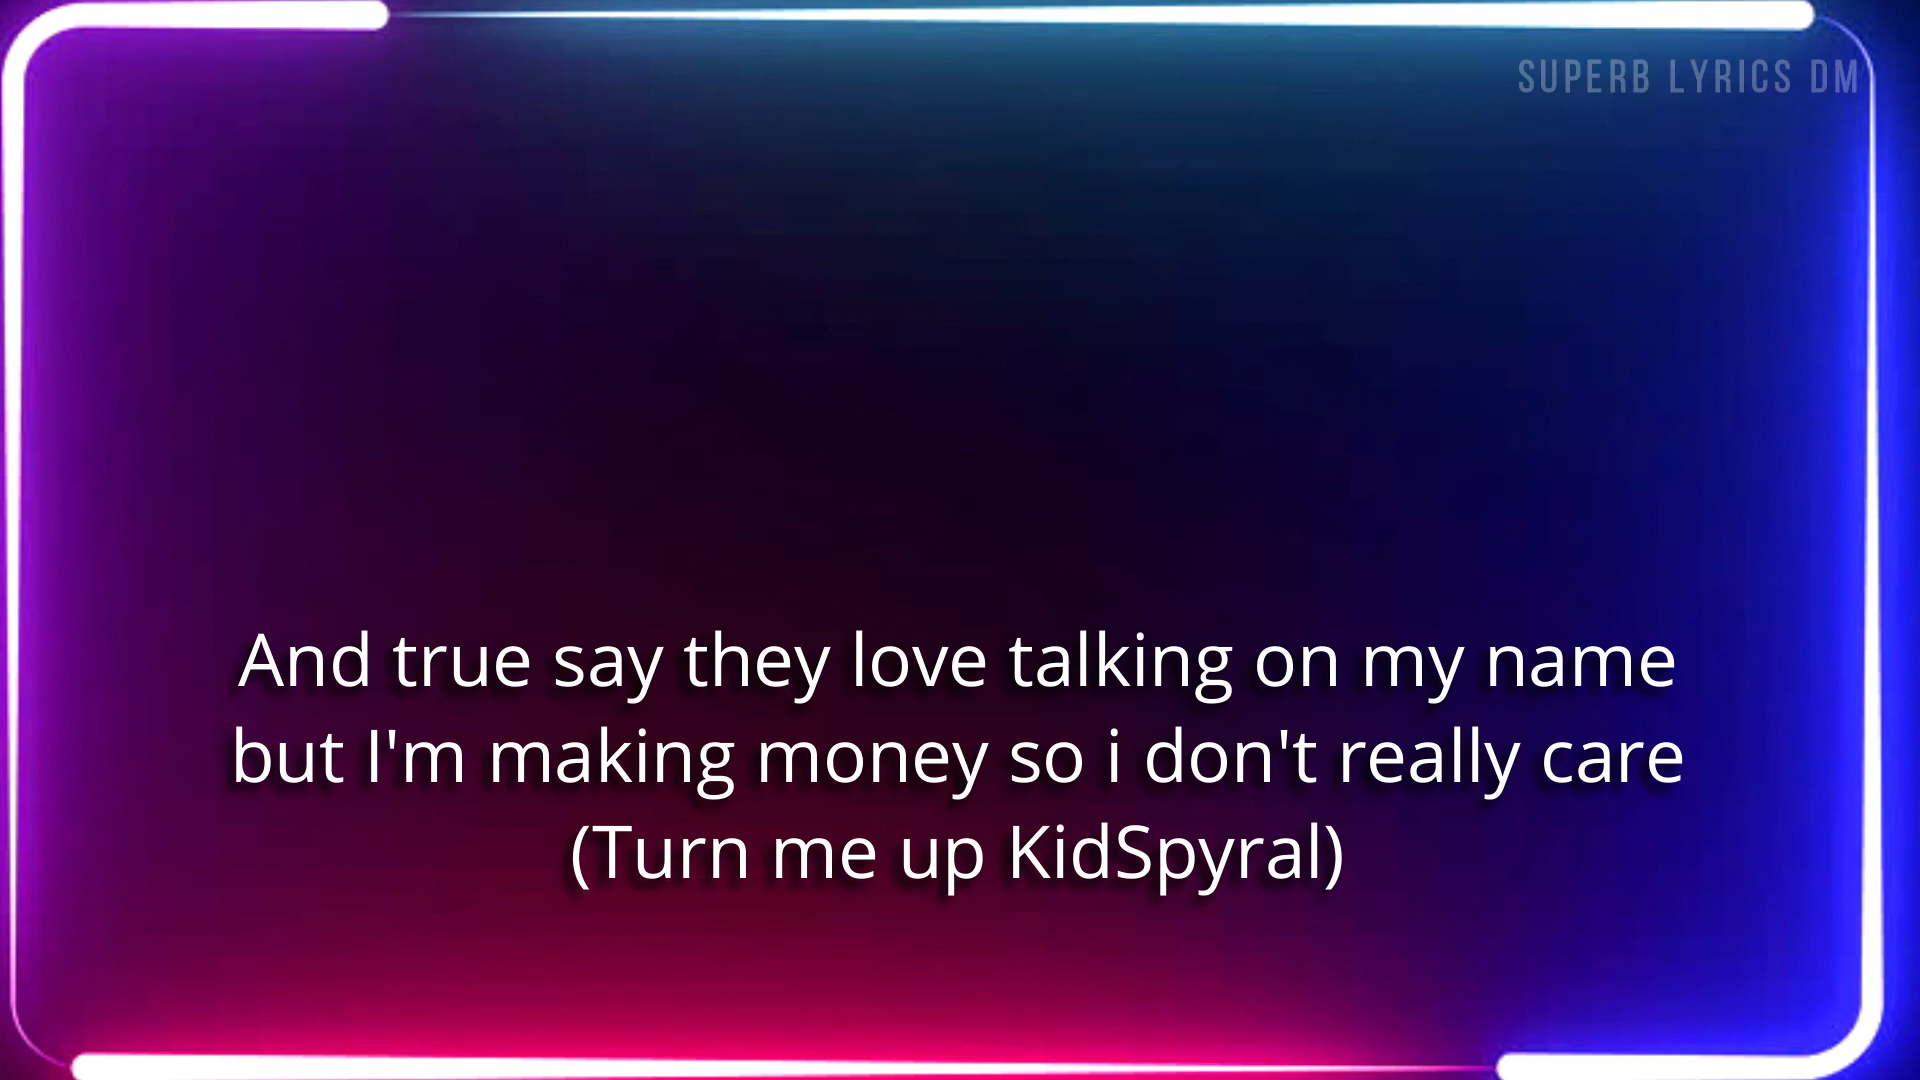 SUPERB LYRICS DM
And true say they love talking on my name
but I'm making money so i don't really care
(Turn me up KidSpyral)